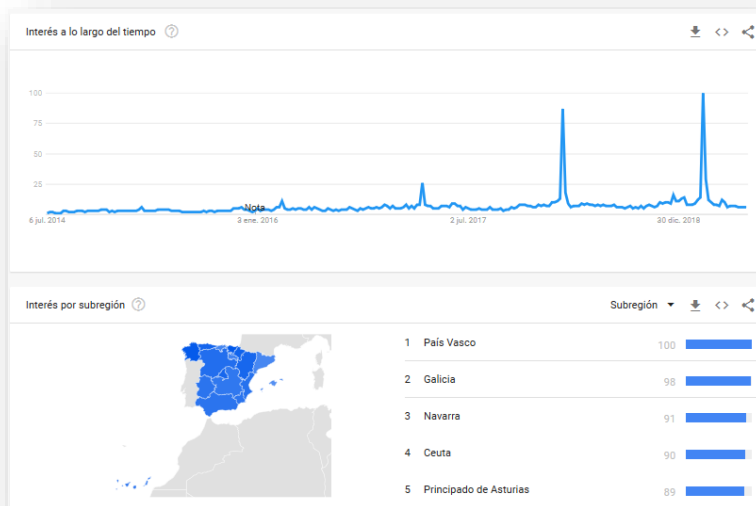 Interés a lo largo del tiempo ?
100
75
50
25
Nota
6 jul. 2014 3 ene. 2016 2 jul. 2017 30 dic. 2018
Interés por subregión ? Subregión
1 País Vasco 100
2 Galicia 98
3 Navarra 91
4 Ceuta 90
5 Principado de Asturias 89